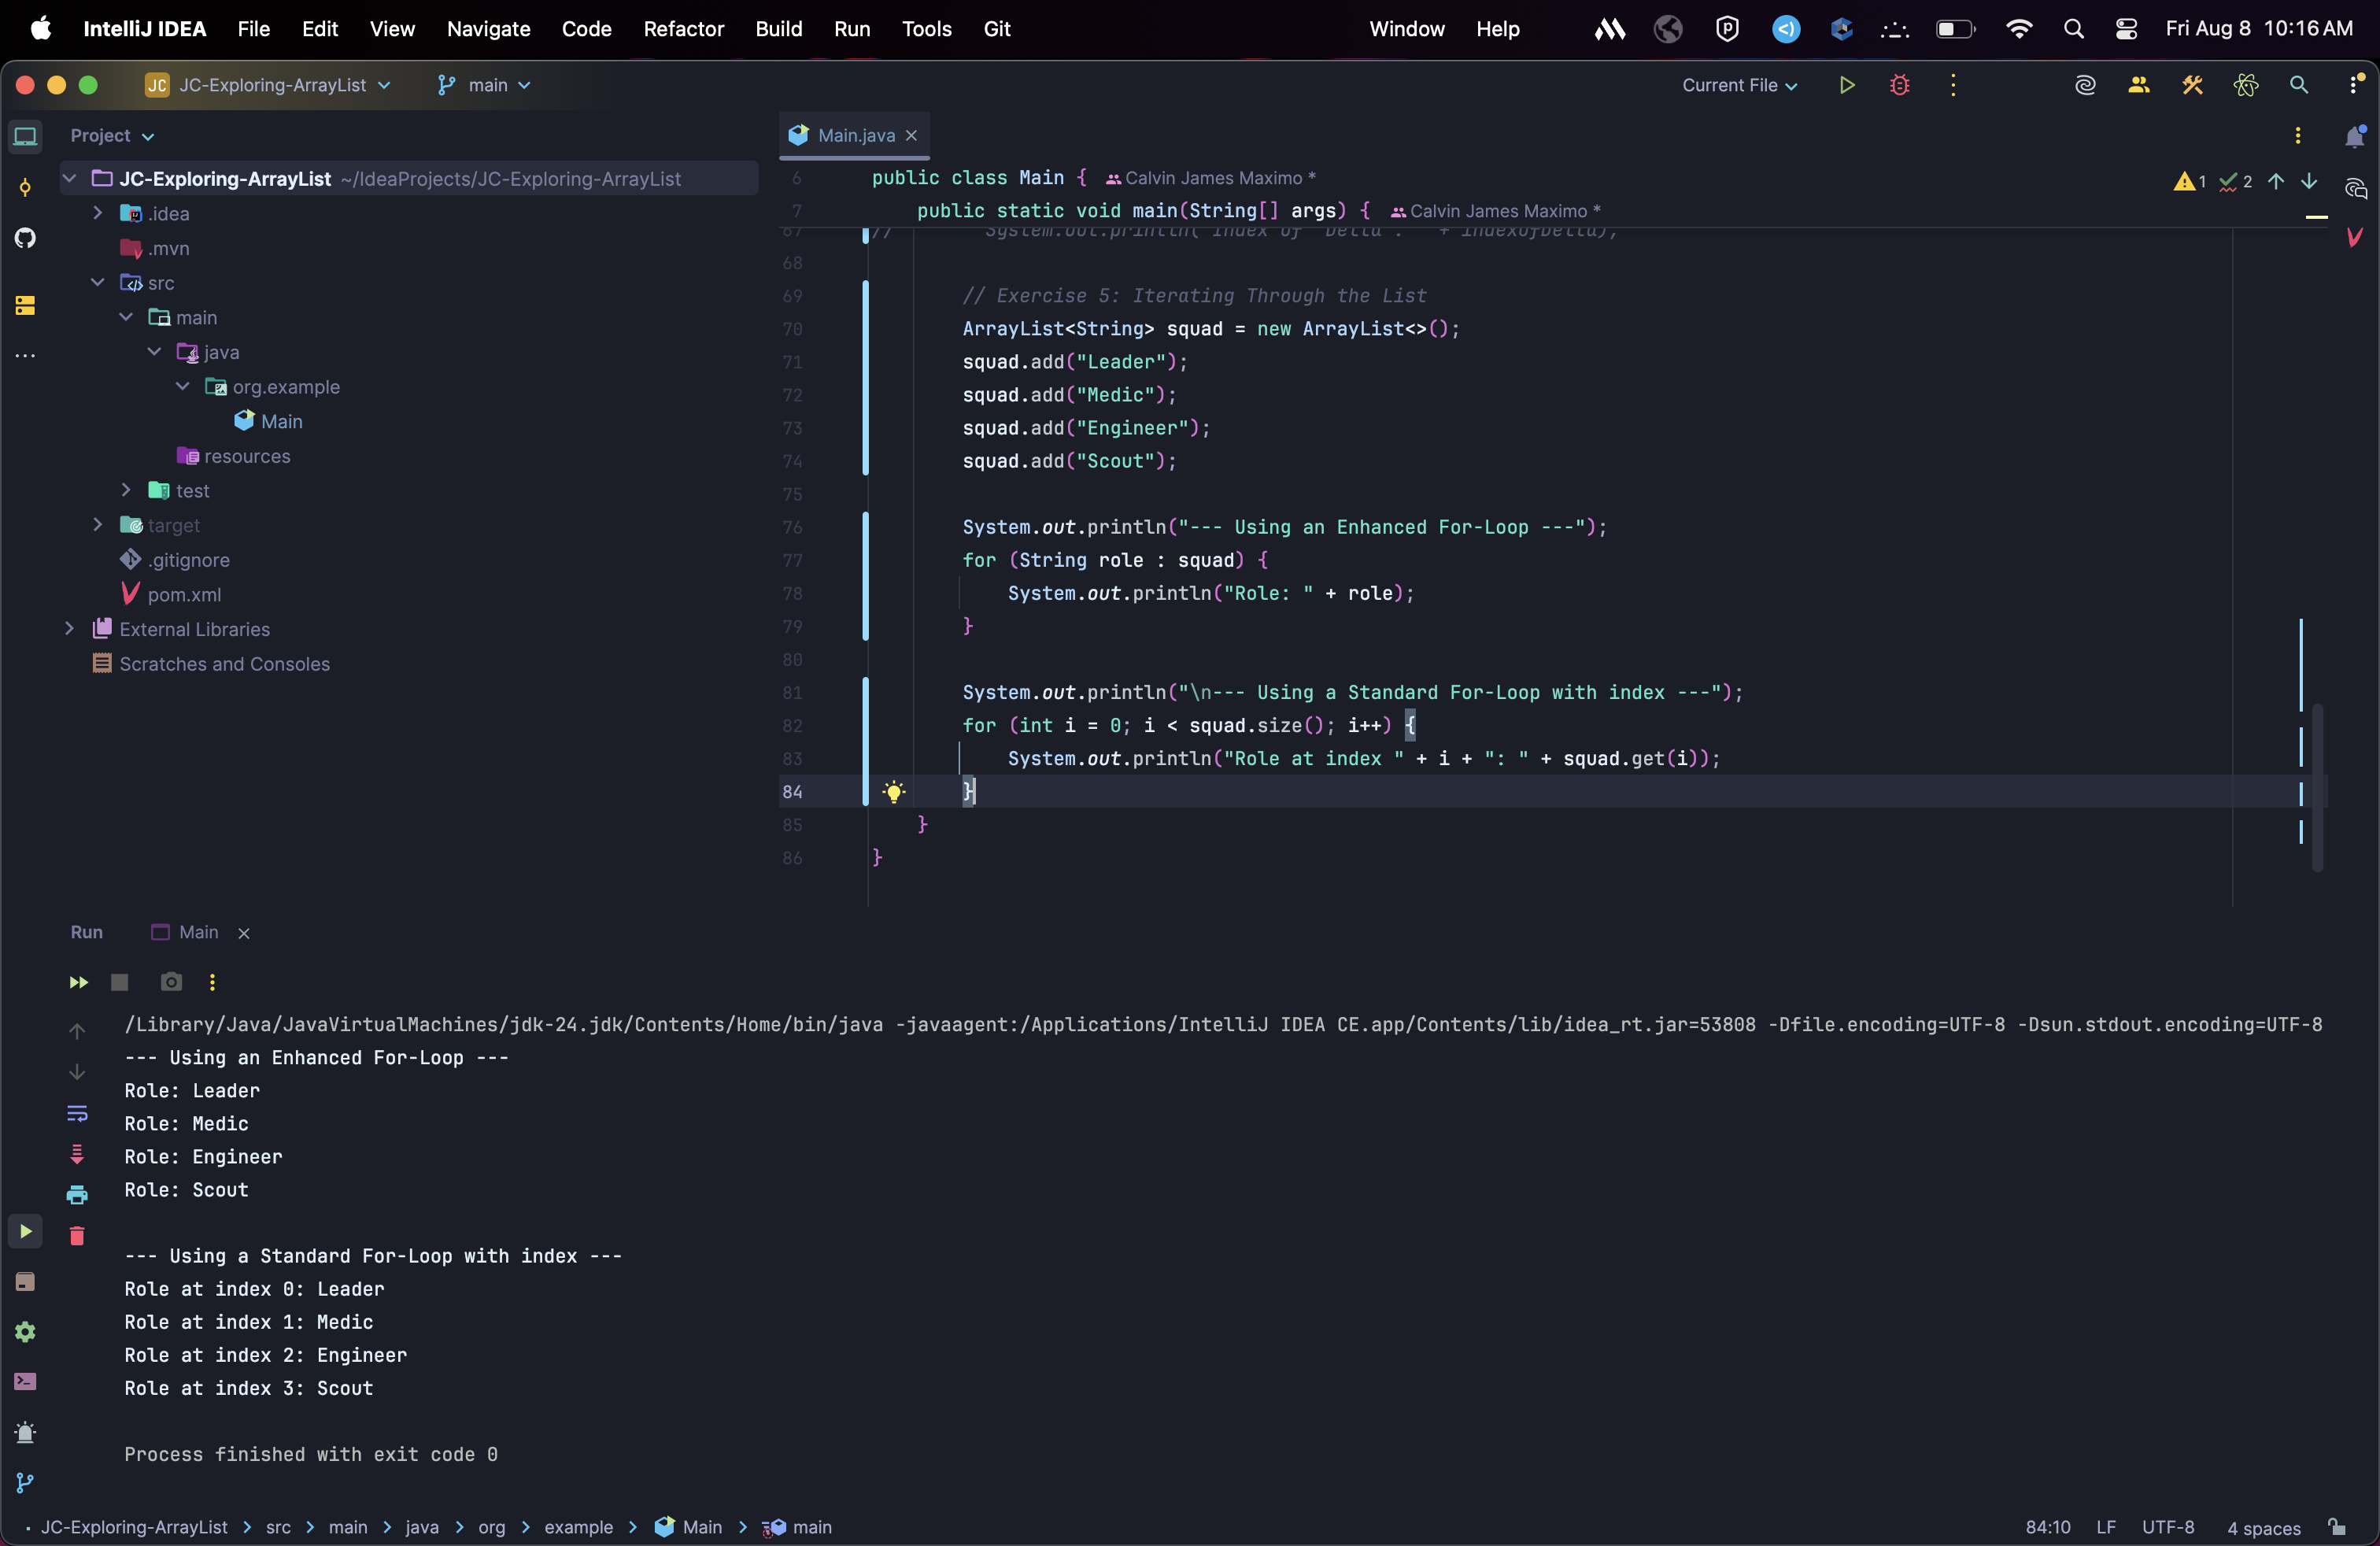 IntelliJ IDEA File Edit View Navigate Code Refactor Build Run Tools Git Window Help Fri Aug 8 10:16 AM
JC JC-Exploring-ArrayList main Current File
Project
Main.java
JC-Exploring-ArrayList ~/IdeaProjects/JC-Exploring-ArrayList
.idea
.mvn
src
main
java
org.example
Main
resources
test
target
.gitignore
pom.xml
External Libraries
Scratches and Consoles
6 public class Main { Calvin James Maximo *
1 2
7 public static void main(String[] args) { Calvin James Maximo *
67 // System.out.println("Index of 'Delta': " + indexOfDelta);
68
69 // Exercise 5: Iterating Through the List
70 ArrayList<String> squad = new ArrayList<>();
71 squad.add("Leader");
72 squad.add("Medic");
73 squad.add("Engineer");
74 squad.add("Scout");
75
76 System.out.println("--- Using an Enhanced For-Loop ---");
77 for (String role : squad) {
78 System.out.println("Role: " + role);
79 }
80
81 System.out.println("\n--- Using a Standard For-Loop with index ---");
82 for (int i = 0; i < squad.size(); i++) {
83 System.out.println("Role at index " + i + ": " + squad.get(i));
84 }
85 }
86 }
Run Main
/Library/Java/JavaVirtualMachines/jdk-24.jdk/Contents/Home/bin/java -javaagent:/Applications/IntelliJ IDEA CE.app/Contents/lib/idea_rt.jar=53808 -Dfile.encoding=UTF-8 -Dsun.stdout.encoding=UTF-8
--- Using an Enhanced For-Loop ---
Role: Leader
Role: Medic
Role: Engineer
Role: Scout
--- Using a Standard For-Loop with index ---
Role at index 0: Leader
Role at index 1: Medic
Role at index 2: Engineer
Role at index 3: Scout
Process finished with exit code 0
JC-Exploring-ArrayList > src > main > java > org > example > Main > main 84:10 LF UTF-8 4 spaces